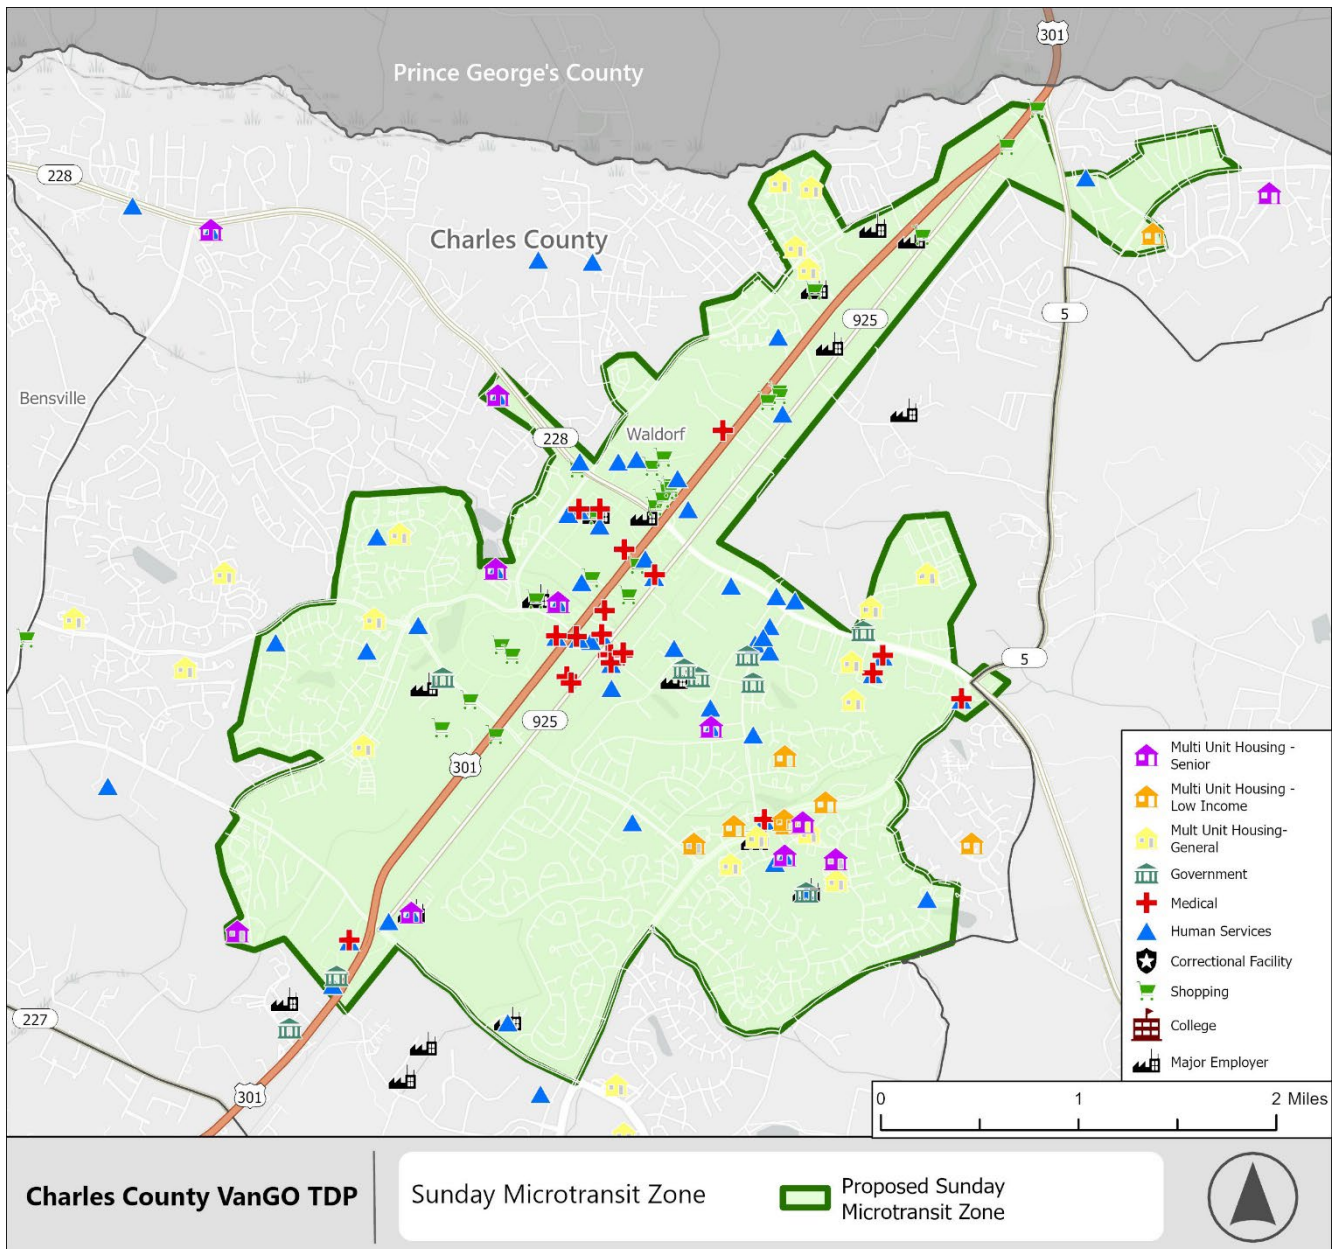 301
Prince George's County
228
Charles County
5
925
Bensville
228
Waldorf
5
925
301
Multi Unit Housing -
Senior
Multi Unit Housing -
Low Income
Mult Unit Housing-
General
Government
Medical
Human Services
Correctional Facility
Shopping
College
Major Employer
227
301
0 1 2 Miles
Charles County VanGO TDP
Sunday Microtransit Zone
Proposed Sunday
Microtransit Zone